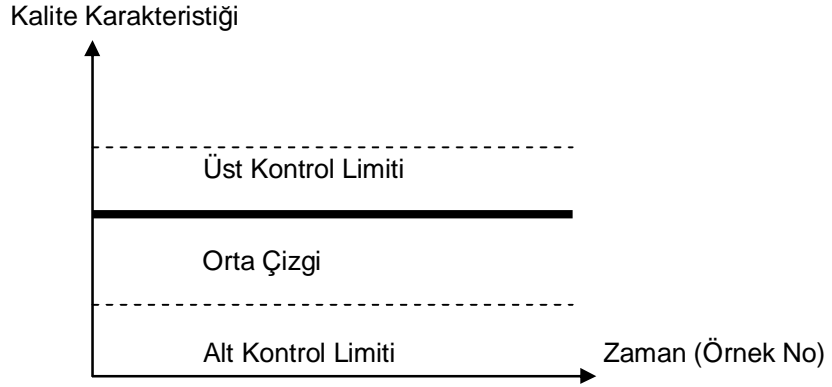 Kalite Karakteristiği
Üst Kontrol Limiti
Orta Çizgi
Alt Kontrol Limiti
Zaman (Örnek No)